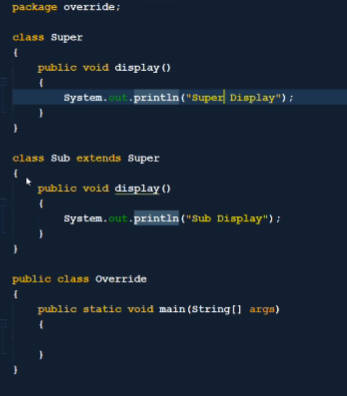 package override;
class Super
{
public void display()
{
System.out.println("Super Display");
}
}
class Sub extends Super
{
public void display()
{
System.out.println("Sub Display");
}
}
public class Override
{
public static void main(String[] args)
{
}
}